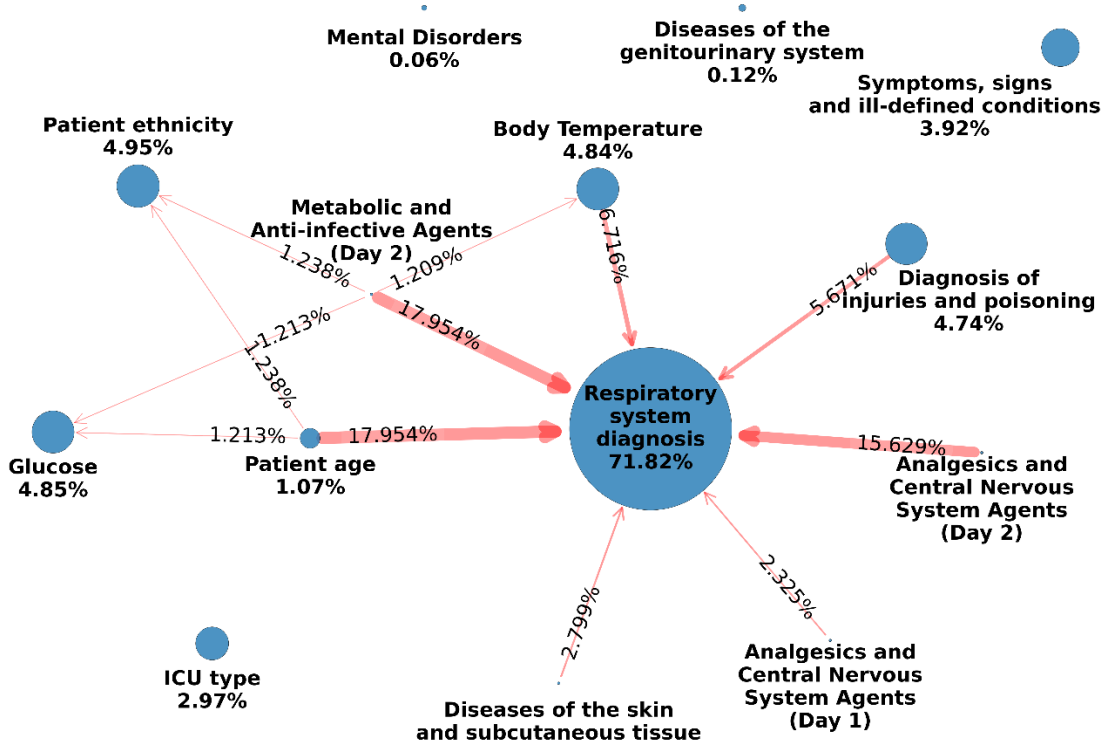 Mental Disorders
0.06%
Diseases of the
genitourinary system
0.12%
Symptoms, signs
and ill-defined conditions
3.92%
Patient ethnicity
4.95%
Body Temperature
4.84%
Metabolic and
Anti-infective Agents
(Day 2)
1.238%
1.209%
6.716%
Diagnosis of
injuries and poisoning
4.74%
5.671%
17.954%
1.213%
1.238%
Respiratory
system
diagnosis
71.82%
Glucose
4.85%
1.213%
Patient age
1.07%
17.954%
15.629%
Analgesics and
Central Nervous
System Agents
(Day 2)
2.799%
2.325%
ICU type
2.97%
Diseases of the skin
and subcutaneous tissue
Analgesics and
Central Nervous
System Agents
(Day 1)